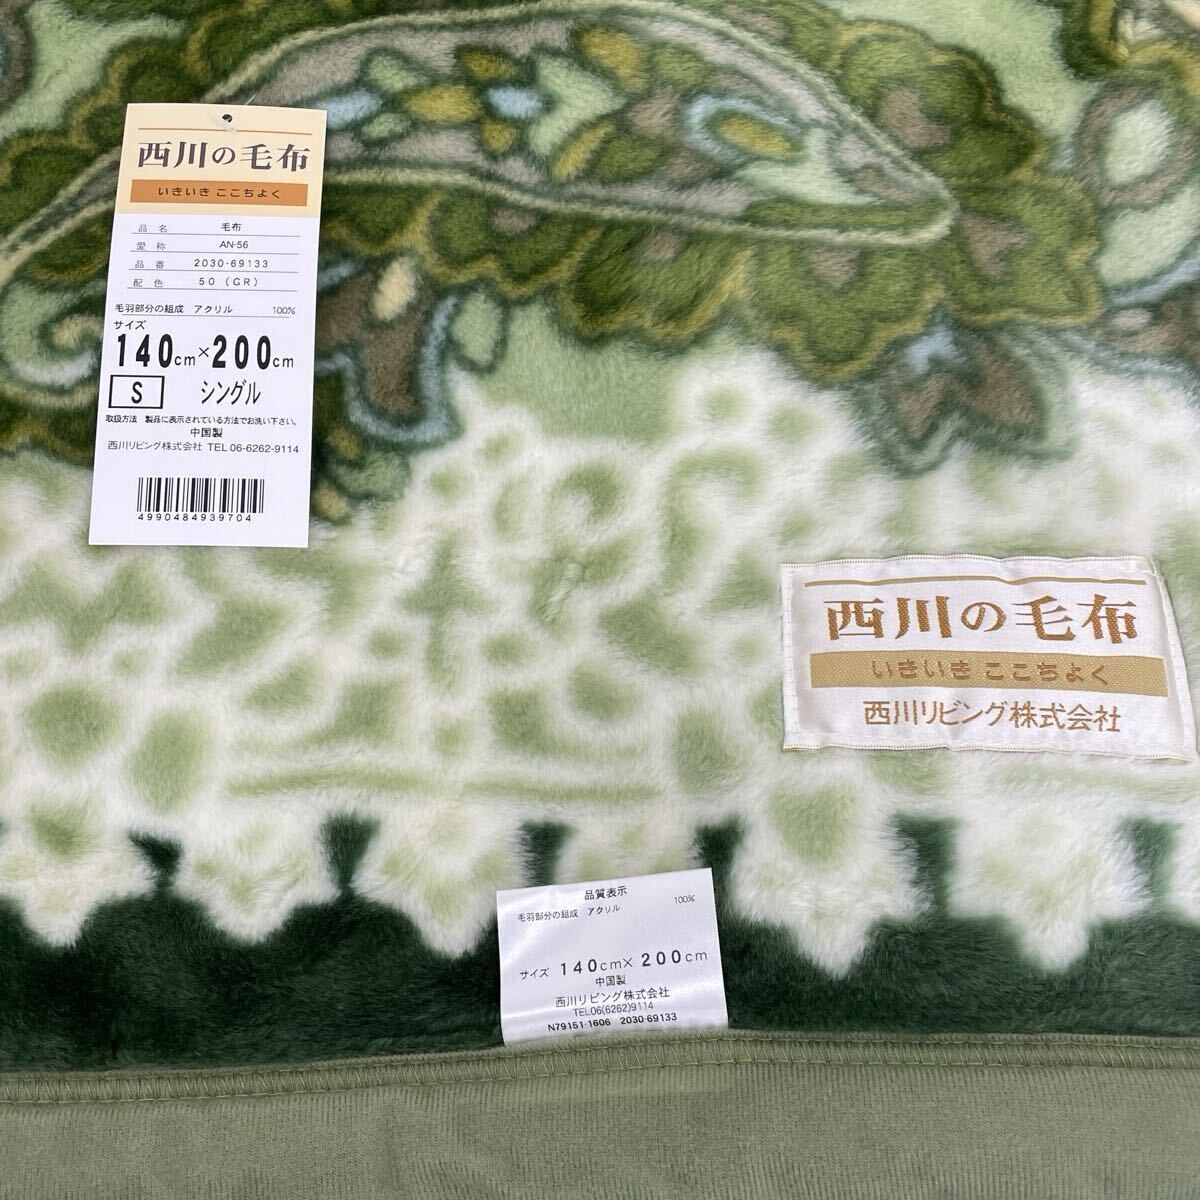 西川の毛布
いきいき ここちよく
品名 毛布
愛称 AN-56
品番 2030-69133
配色 50 (GR)
毛羽部分の組成 アクリル 100%
サイズ
140cm×200cm
S シングル
取扱方法 製品に表示されている方法でお洗い下さい。
中国製
西川リビング株式会社 TEL 06-6262-9114
4990484939704
西川の毛布
いきいき ここちよく
西川リビング株式会社
品質表示
毛羽部分の組成 アクリル 100%
サイズ 140cm×200cm
中国製
西川リビング株式会社
TEL06(6262)9114
N79151-1606 2030-69133